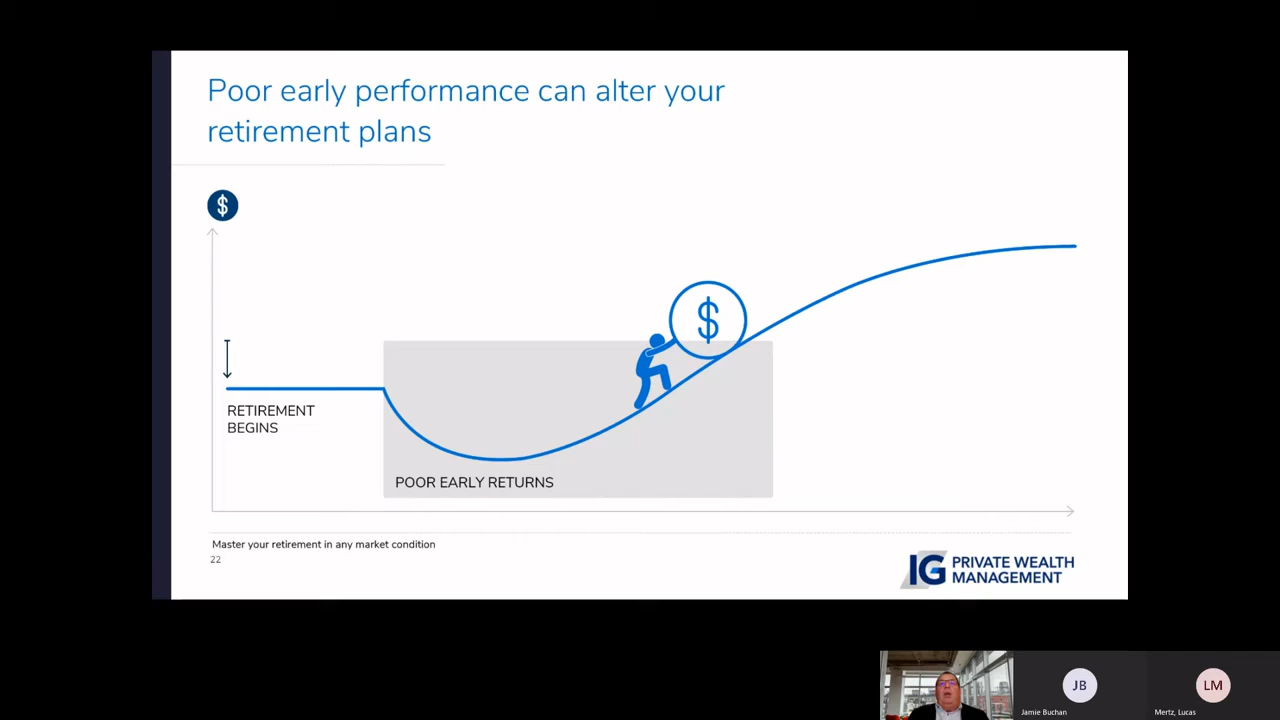 Poor early performance can alter your
retirement plans
$
$
RETIREMENT
BEGINS
POOR EARLY RETURNS
Master your retirement in any market condition
22
IG PRIVATE WEALTH
MANAGEMENT
JB
LM
Jamie Buchan
Mertz, Lucas